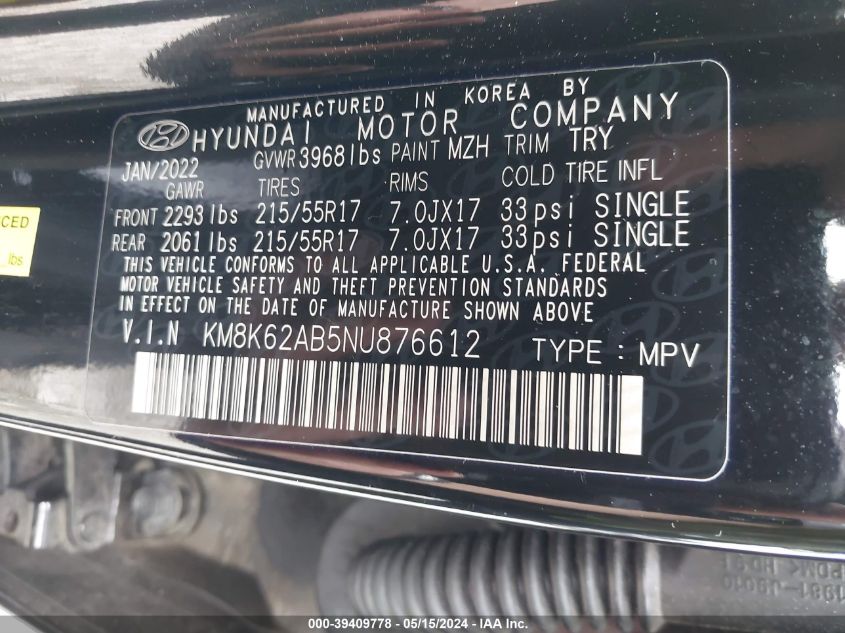 MANUFACTURED IN KOREA BY
HYUNDAI MOTOR COMPANY
JAN/2022 GVWR 3968 lbs PAINT MZH TRIM TRY
GAWR TIRES RIMS COLD TIRE INFL
FRONT 2293 lbs 215/55R17 7.0JX17 33psi SINGLE
REAR 2061 lbs 215/55R17 7.0JX17 33psi SINGLE
THIS VEHICLE CONFORMS TO ALL APPLICABLE U.S.A. FEDERAL
MOTOR VEHICLE SAFETY AND THEFT PREVENTION STANDARDS
IN EFFECT ON THE DATE OF MANUFACTURE SHOWN ABOVE
V.I.N KM8K62AB5NU876612 TYPE : MPV
CED
lbs
000-39409778 - 05/15/2024 - IAAI.COM